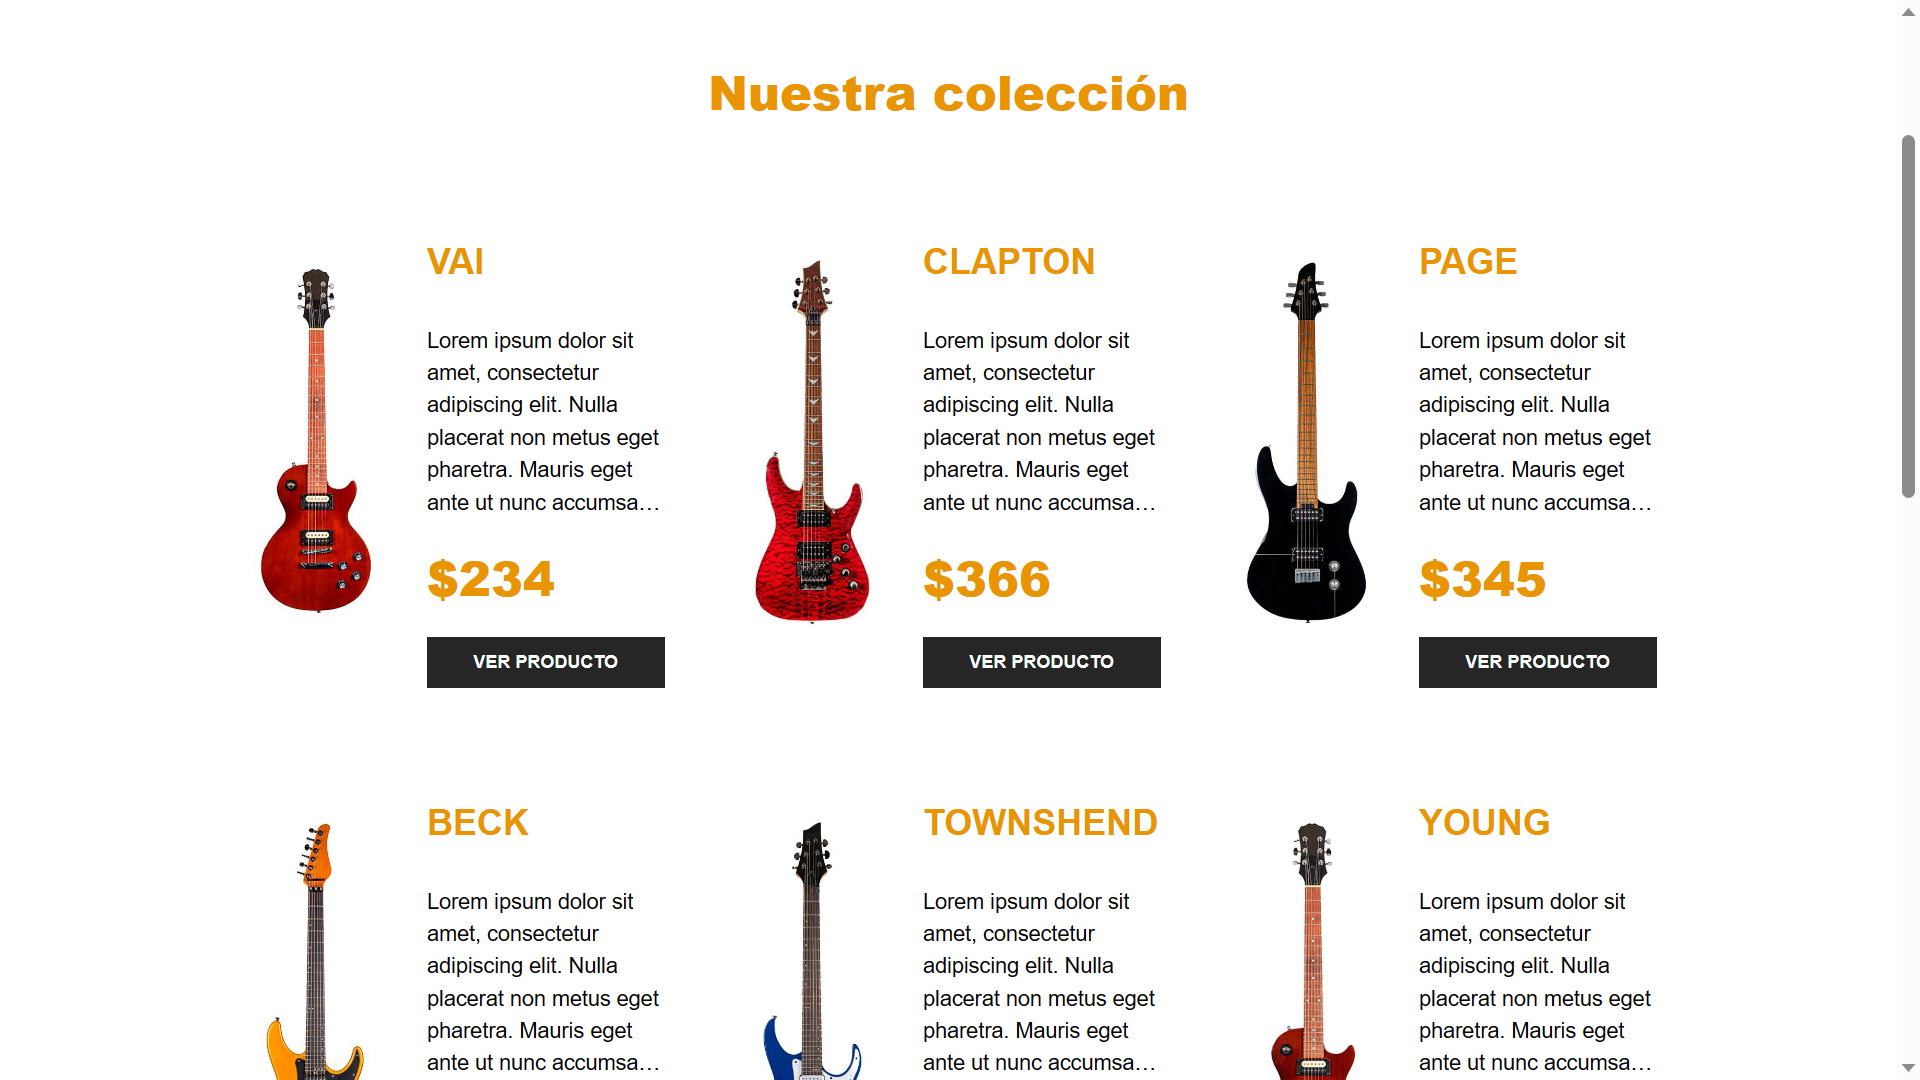 Nuestra colección
VAI
Lorem ipsum dolor sit
amet, consectetur
adipiscing elit. Nulla
placerat non metus eget
pharetra. Mauris eget
ante ut nunc accumsa…
$234
VER PRODUCTO
CLAPTON
Lorem ipsum dolor sit
amet, consectetur
adipiscing elit. Nulla
placerat non metus eget
pharetra. Mauris eget
ante ut nunc accumsa…
$366
VER PRODUCTO
PAGE
Lorem ipsum dolor sit
amet, consectetur
adipiscing elit. Nulla
placerat non metus eget
pharetra. Mauris eget
ante ut nunc accumsa…
$345
VER PRODUCTO
BECK
Lorem ipsum dolor sit
amet, consectetur
adipiscing elit. Nulla
placerat non metus eget
pharetra. Mauris eget
ante ut nunc accumsa…
TOWNSHEND
Lorem ipsum dolor sit
amet, consectetur
adipiscing elit. Nulla
placerat non metus eget
pharetra. Mauris eget
ante ut nunc accumsa…
YOUNG
Lorem ipsum dolor sit
amet, consectetur
adipiscing elit. Nulla
placerat non metus eget
pharetra. Mauris eget
ante ut nunc accumsa…